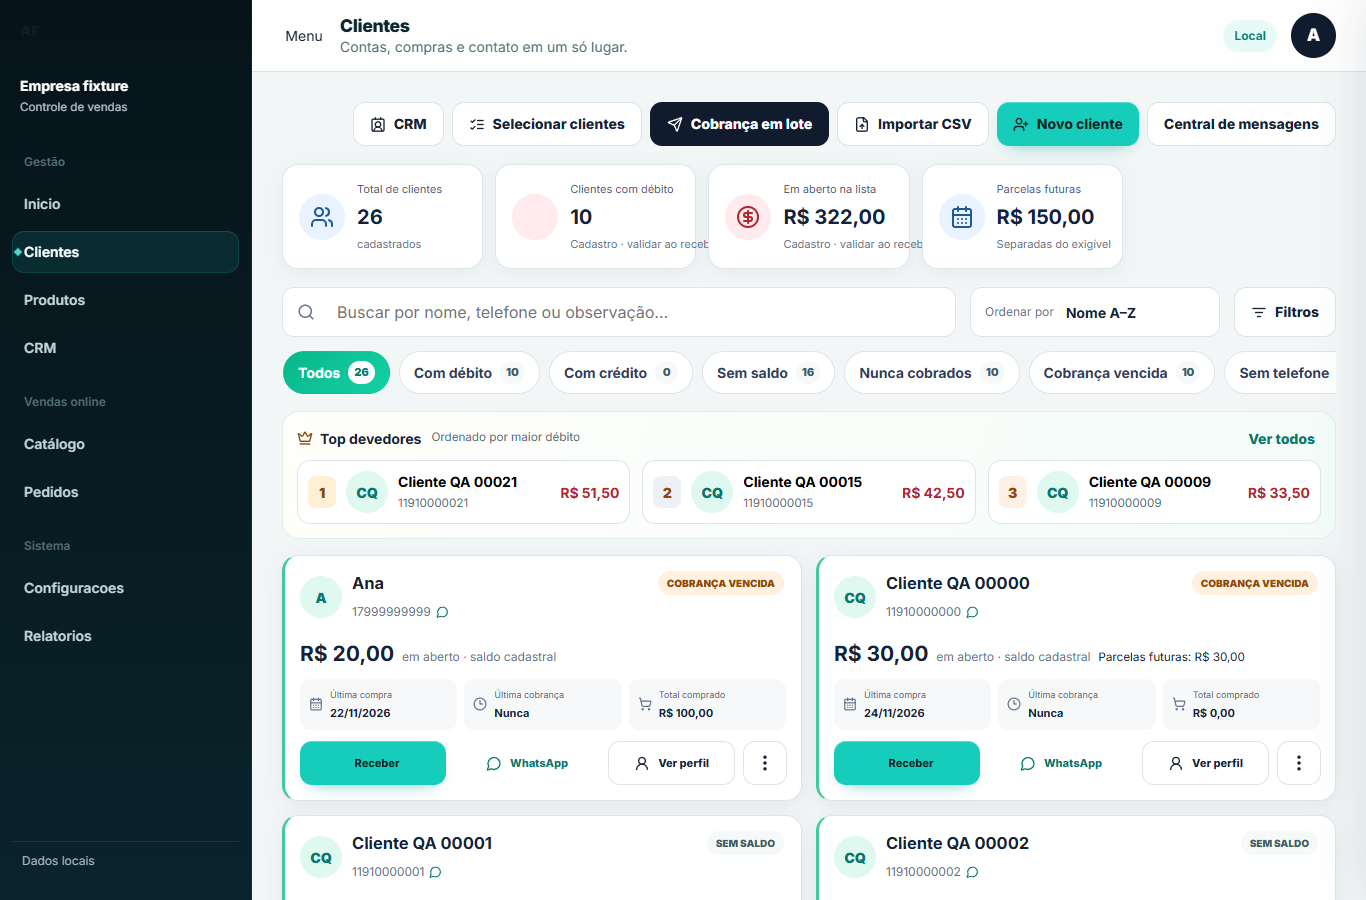 AF
Empresa fixture
Controle de vendas
Gestão
Inicio
Clientes
Produtos
CRM
Vendas online
Catálogo
Pedidos
Sistema
Configuracoes
Relatorios
Dados locais
Menu
Clientes
Contas, compras e contato em um só lugar.
Local
A
CRM
Selecionar clientes
Cobrança em lote
Importar CSV
Novo cliente
Central de mensagens
Total de clientes
26
cadastrados
Clientes com débito
10
Cadastro · validar ao receb
Em aberto na lista
R$ 322,00
Cadastro · validar ao receb
Parcelas futuras
R$ 150,00
Separadas do exigível
Buscar por nome, telefone ou observação...
Ordenar por Nome A–Z
Filtros
Todos 26
Com débito 10
Com crédito 0
Sem saldo 16
Nunca cobrados 10
Cobrança vencida 10
Sem telefone
Top devedores Ordenado por maior débito
Ver todos
1 CQ Cliente QA 00021
11910000021
R$ 51,50
2 CQ Cliente QA 00015
11910000015
R$ 42,50
3 CQ Cliente QA 00009
11910000009
R$ 33,50
A
Ana
COBRANÇA VENCIDA
17999999999
R$ 20,00 em aberto · saldo cadastral
Última compra
22/11/2026
Última cobrança
Nunca
Total comprado
R$ 100,00
Receber
WhatsApp
Ver perfil
CQ
Cliente QA 00000
COBRANÇA VENCIDA
11910000000
R$ 30,00 em aberto · saldo cadastral Parcelas futuras: R$ 30,00
Última compra
24/11/2026
Última cobrança
Nunca
Total comprado
R$ 0,00
Receber
WhatsApp
Ver perfil
CQ
Cliente QA 00001
SEM SALDO
11910000001
CQ
Cliente QA 00002
SEM SALDO
11910000002